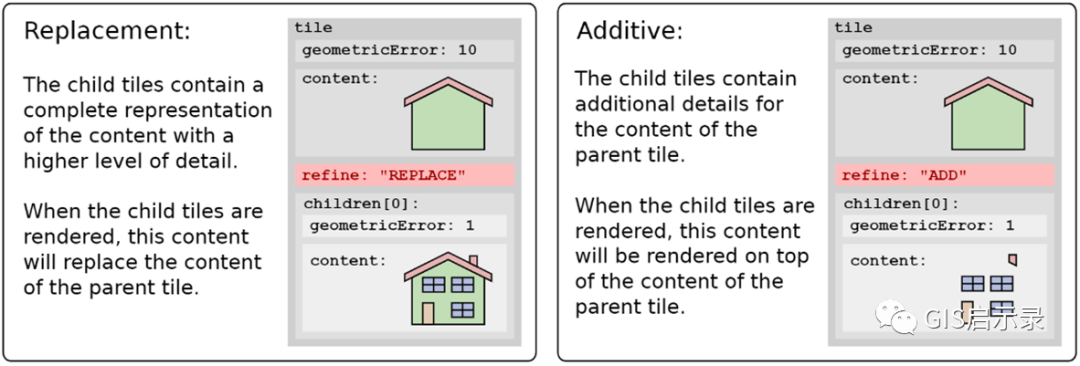 Replacement:
The child tiles contain a
complete representation
of the content with a
higher level of detail.
When the child tiles are
rendered, this content
will replace the content
of the parent tile.
tile
geometricError: 10
content:
refine: "REPLACE"
children[0]:
geometricError: 1
content:
Additive:
The child tiles contain
additional details for
the content of the
parent tile.
When the child tiles are
rendered, this content
will be rendered on top
of the content of the
parent tile.
tile
geometricError: 10
content:
refine: "ADD"
children[0]:
geometricError: 1
content:
GIS启示录